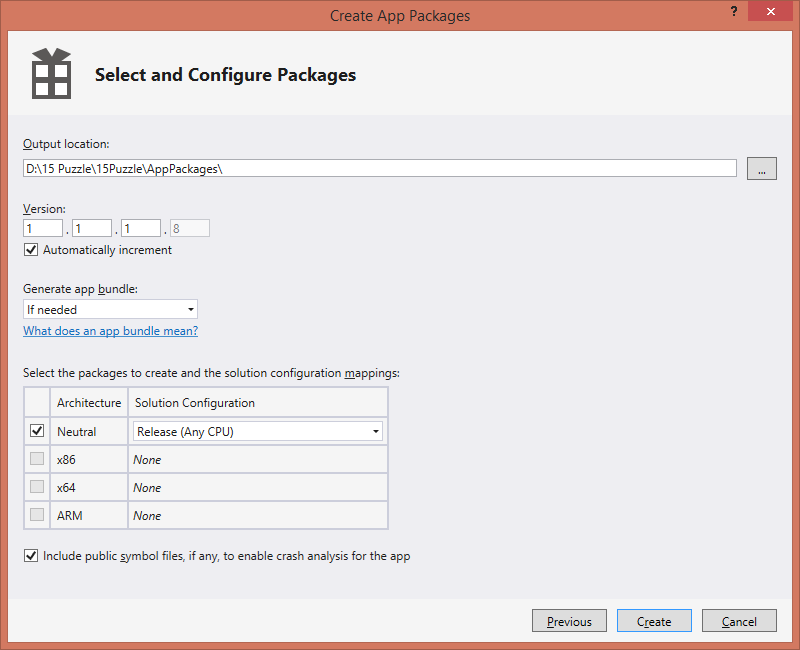 Create App Packages
?
Select and Configure Packages
Output location:
D:\15 Puzzle\15Puzzle\AppPackages\
...
Version:
1 . 1 . 1 . 8
Automatically increment
Generate app bundle:
If needed
What does an app bundle mean?
Select the packages to create and the solution configuration mappings:
Architecture Solution Configuration
Neutral Release (Any CPU)
x86 None
x64 None
ARM None
Include public symbol files, if any, to enable crash analysis for the app
Previous Create Cancel